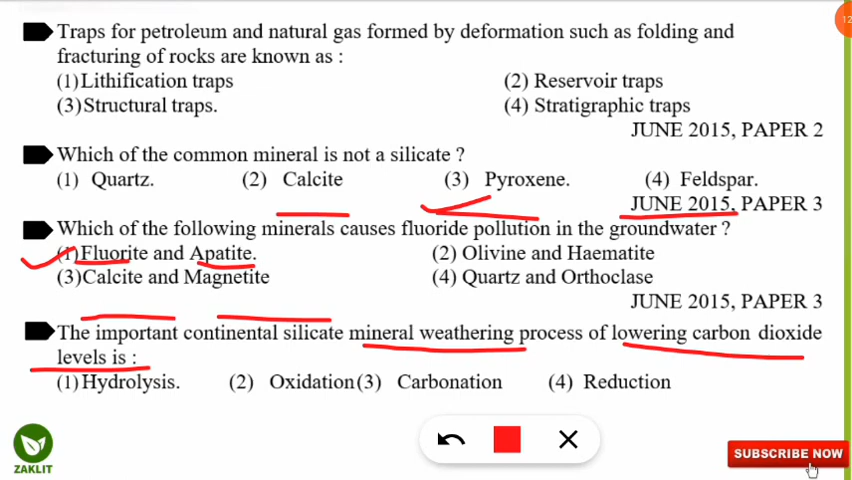 Traps for petroleum and natural gas formed by deformation such as folding and
fracturing of rocks are known as :
(1)Lithification traps (2) Reservoir traps
(3)Structural traps. (4) Stratigraphic traps
JUNE 2015, PAPER 2
Which of the common mineral is not a silicate ?
(1) Quartz. (2) Calcite (3) Pyroxene. (4) Feldspar.
JUNE 2015, PAPER 3
Which of the following minerals causes fluoride pollution in the groundwater ?
(1)Fluorite and Apatite. (2) Olivine and Haematite
(3)Calcite and Magnetite (4) Quartz and Orthoclase
JUNE 2015, PAPER 3
The important continental silicate mineral weathering process of lowering carbon dioxide
levels is :
(1)Hydrolysis. (2) Oxidation(3) Carbonation (4) Reduction
ZAKLIT
SUBSCRIBE NOW